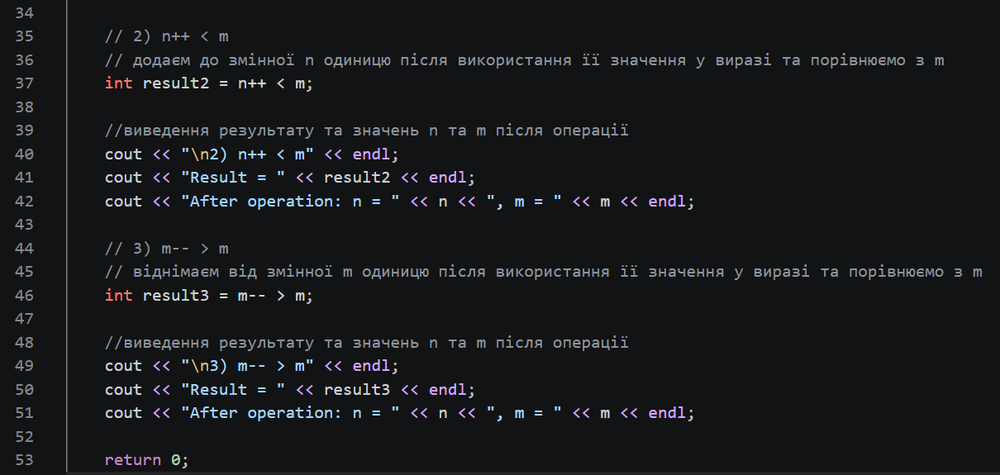 34
35 // 2) n++ < m
36 // додаєм до змінної n одиницю після використання її значення у виразі та порівнюємо з m
37 int result2 = n++ < m;
38
39 //виведення результату та значень n та m після операції
40 cout << "\n2) n++ < m" << endl;
41 cout << "Result = " << result2 << endl;
42 cout << "After operation: n = " << n << ", m = " << m << endl;
43
44 // 3) m-- > m
45 // віднімаєм від змінної m одиницю після використання її значення у виразі та порівнюємо з m
46 int result3 = m-- > m;
47
48 //виведення результату та значень n та m після операції
49 cout << "\n3) m-- > m" << endl;
50 cout << "Result = " << result3 << endl;
51 cout << "After operation: n = " << n << ", m = " << m << endl;
52
53 return 0;